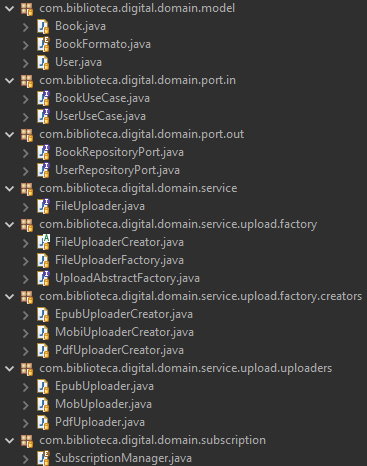 com.biblioteca.digital.domain.model
Book.java
BookFormato.java
User.java
com.biblioteca.digital.domain.port.in
BookUseCase.java
UserUseCase.java
com.biblioteca.digital.domain.port.out
BookRepositoryPort.java
UserRepositoryPort.java
com.biblioteca.digital.domain.service
FileUploader.java
com.biblioteca.digital.domain.service.upload.factory
FileUploaderCreator.java
FileUploaderFactory.java
UploadAbstractFactory.java
com.biblioteca.digital.domain.service.upload.factory.creators
EpubUploaderCreator.java
MobiUploaderCreator.java
PdfUploaderCreator.java
com.biblioteca.digital.domain.service.upload.uploaders
EpubUploader.java
MobUploader.java
PdfUploader.java
com.biblioteca.digital.domain.subscription
SubscriptionManager.java